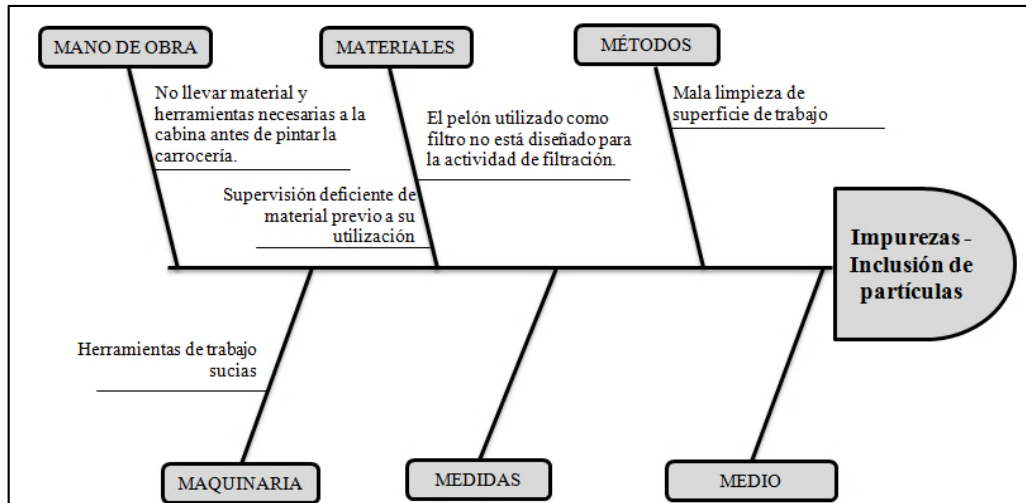 MANO DE OBRA
MATERIALES
MÉTODOS
No llevar material y
herramientas necesarias a la
cabina antes de pintar la
carrocería.
El pelón utilizado como
filtro no está diseñado para
la actividad de filtración.
Mala limpieza de
superficie de trabajo
Supervisión deficiente de
material previo a su
utilización
Impurezas -
Inclusión de
partículas
Herramientas de trabajo
sucias
MAQUINARIA
MEDIDAS
MEDIO